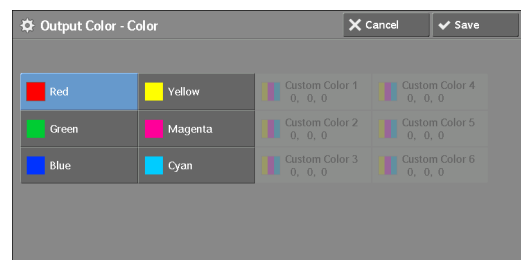 Output Color - Color
Cancel
Save
Red
Yellow
Custom Color 1
0, 0, 0
Custom Color 4
0, 0, 0
Green
Magenta
Custom Color 2
0, 0, 0
Custom Color 5
0, 0, 0
Blue
Cyan
Custom Color 3
0, 0, 0
Custom Color 6
0, 0, 0